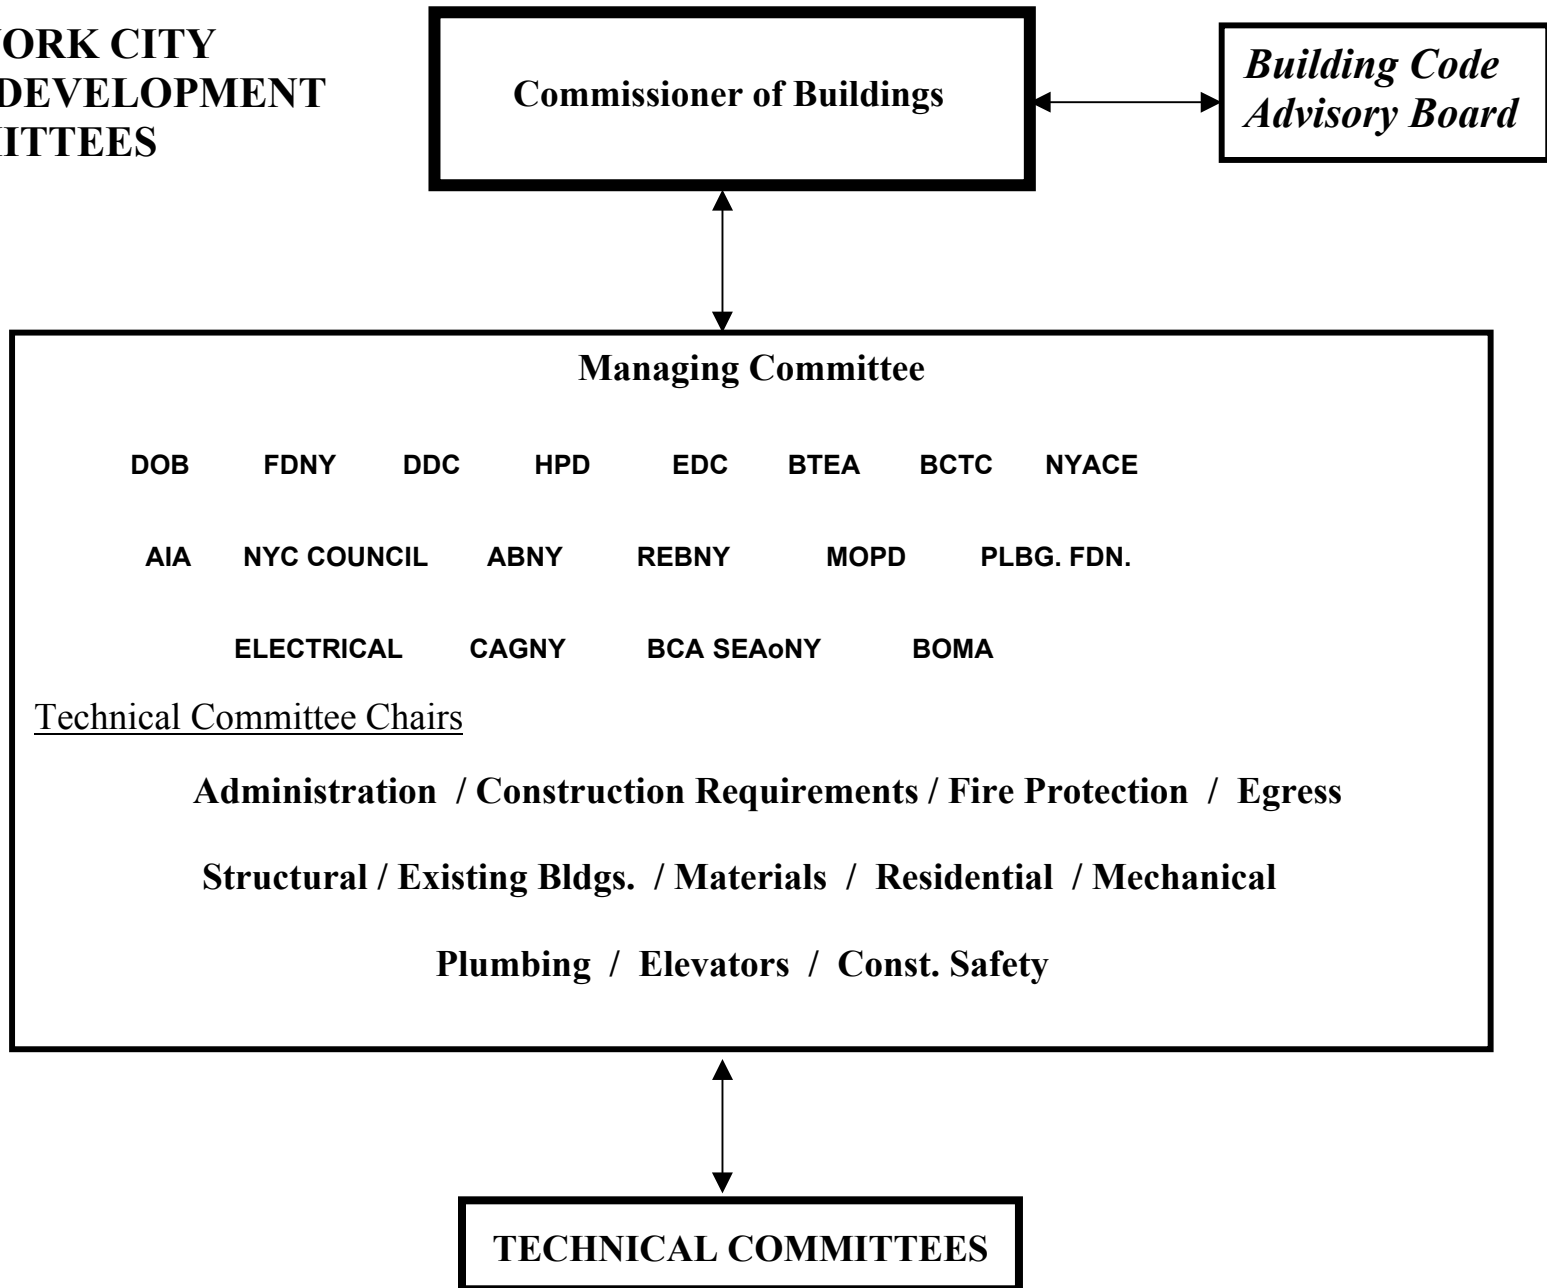 ORK CITY
DEVELOPMENT
ITTEES
Commissioner of Buildings
Building Code
Advisory Board
Managing Committee
DOB FDNY DDC HPD EDC BTEA BCTC NYACE
AIA NYC COUNCIL ABNY REBNY MOPD PLBG. FDN.
ELECTRICAL CAGNY BCA SEAoNY BOMA
Technical Committee Chairs
Administration / Construction Requirements / Fire Protection / Egress
Structural / Existing Bldgs. / Materials / Residential / Mechanical
Plumbing / Elevators / Const. Safety
TECHNICAL COMMITTEES